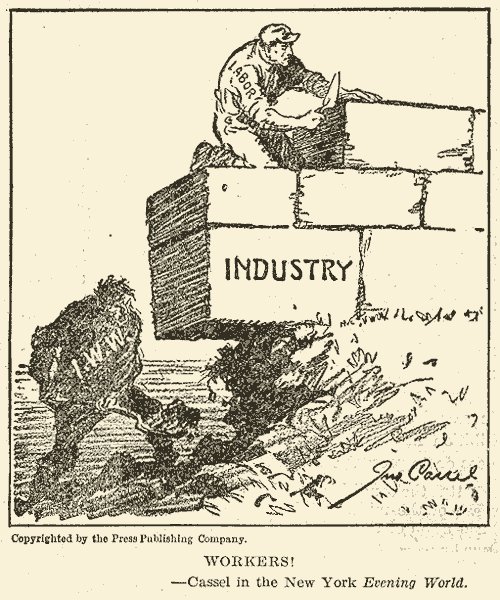 LABOR
INDUSTRY
I.W.W.
Jno Cassel
Copyrighted by the Press Publishing Company.
WORKERS!
—Cassel in the New York Evening World.